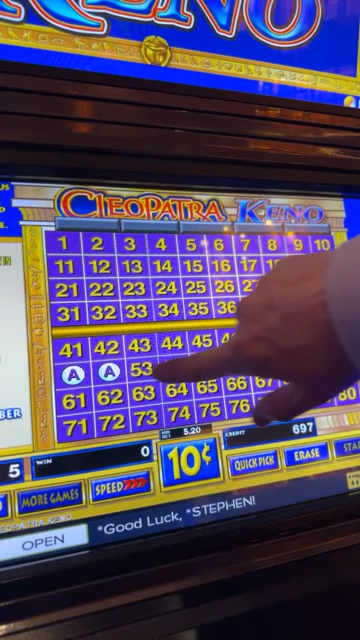 KENO
CLEOPATRA KENO
1 2 3 4 5 6 7 8 9 10
11 12 13 14 15 16 17
21 22 23 24 25 26
31 32 33 34 35 36
41 42 43 44 45
A A 53
61 62 63 64 65 66 67
71 72 73 74 75 76 80
BER
5 WIN 0 BET 5.20 CREDIT 697
MORE GAMES SPEED 10¢ QUICK PICK ERASE
CLEOPATRA KENO
OPEN *Good Luck, *STEPHEN!